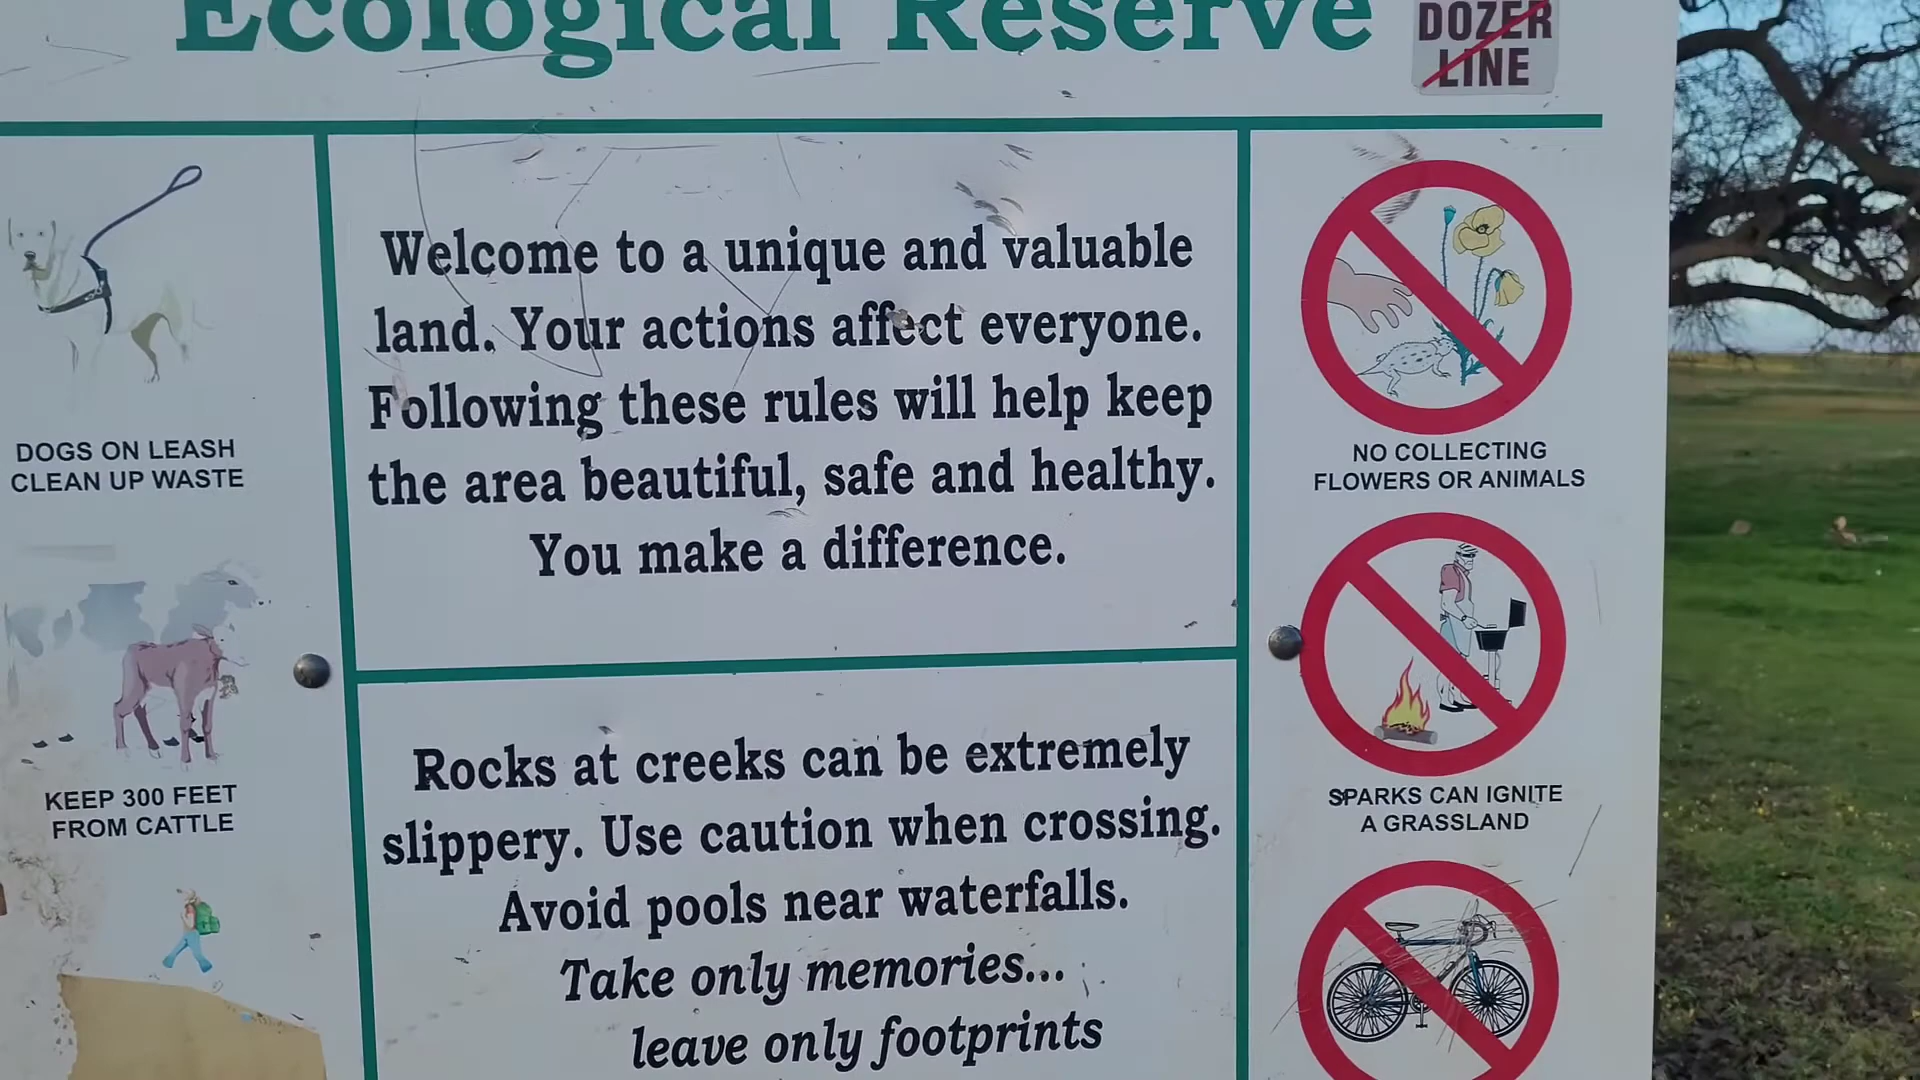 Ecological Reserve
DOZER
LINE
DOGS ON LEASH
CLEAN UP WASTE
KEEP 300 FEET
FROM CATTLE
Welcome to a unique and valuable
land. Your actions affect everyone.
Following these rules will help keep
the area beautiful, safe and healthy.
You make a difference.
Rocks at creeks can be extremely
slippery. Use caution when crossing.
Avoid pools near waterfalls.
Take only memories...
leave only footprints
NO COLLECTING
FLOWERS OR ANIMALS
SPARKS CAN IGNITE
A GRASSLAND